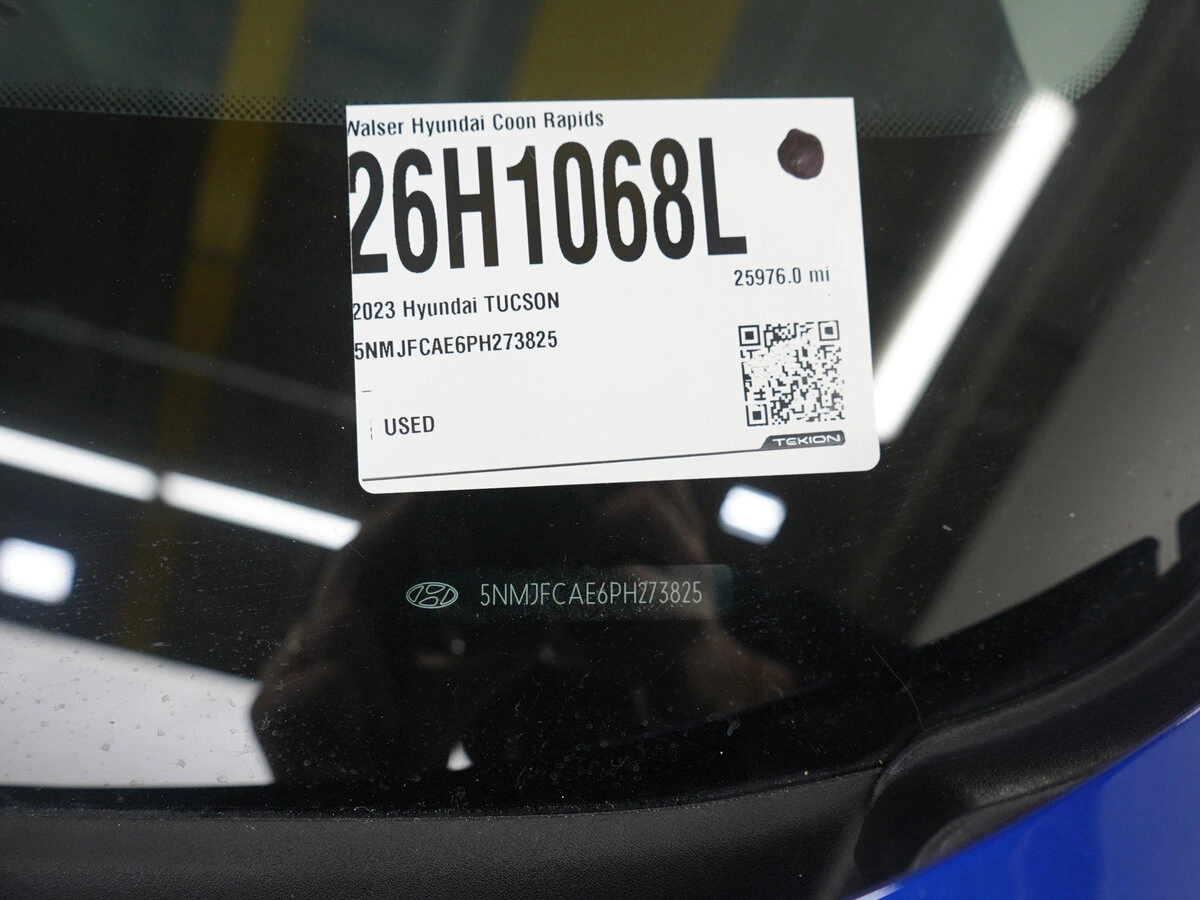 Walser Hyundai Coon Rapids
26H1068L
25976.0 mi
2023 Hyundai TUCSON
5NMJFCAE6PH273825
USED
TEKION
5NMJFCAE6PH273825